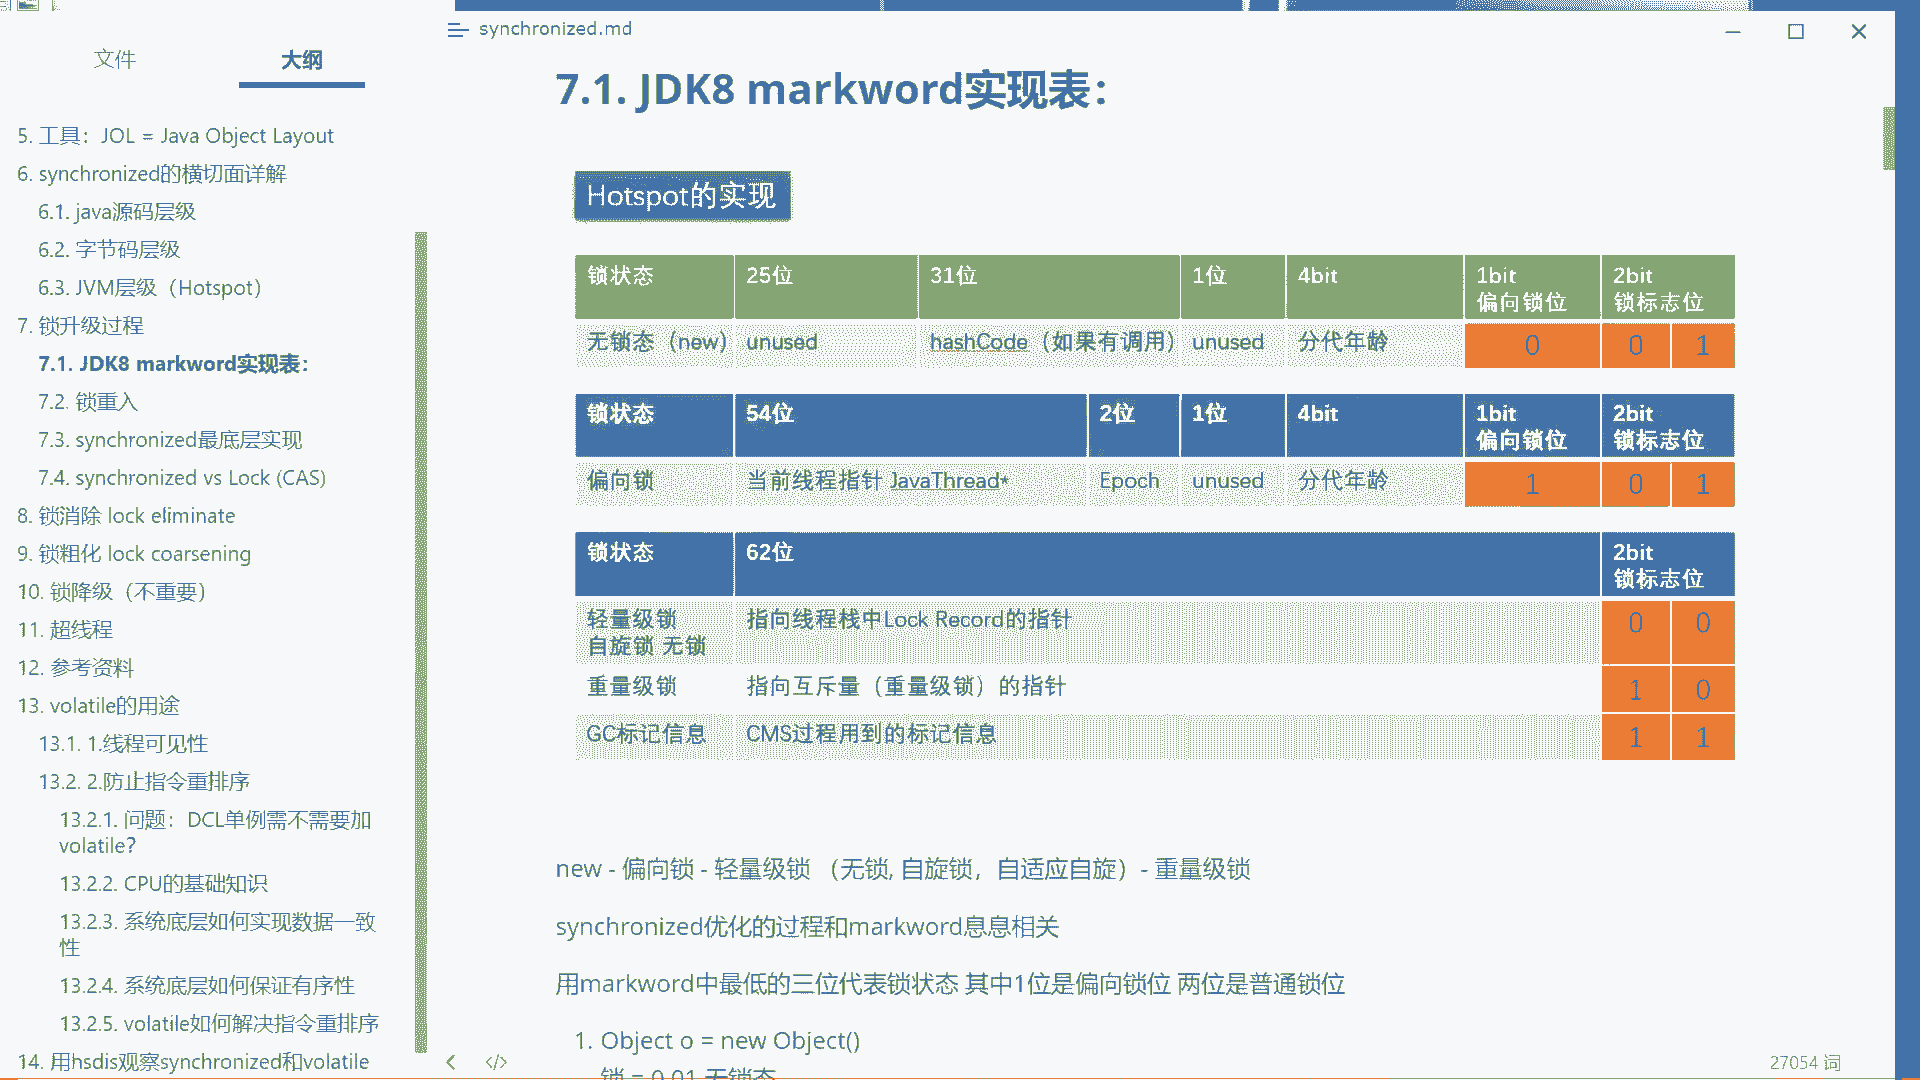 synchronized.md
文件
大纲
5. 工具：JOL = Java Object Layout
6. synchronized的横切面详解
6.1. java源码层级
6.2. 字节码层级
6.3. JVM层级（Hotspot）
7. 锁升级过程
7.1. JDK8 markword实现表：
7.2. 锁重入
7.3. synchronized最底层实现
7.4. synchronized vs Lock (CAS)
8. 锁消除 lock eliminate
9. 锁粗化 lock coarsening
10. 锁降级（不重要）
11. 超线程
12. 参考资料
13. volatile的用途
13.1. 1.线程可见性
13.2. 2.防止指令重排序
13.2.1. 问题：DCL单例需不需要加
volatile？
13.2.2. CPU的基础知识
13.2.3. 系统底层如何实现数据一致
性
13.2.4. 系统底层如何保证有序性
13.2.5. volatile如何解决指令重排序
14. 用hsdis观察synchronized和volatile
7.1. JDK8 markword实现表：
Hotspot的实现
锁状态 25位 31位 1位 4bit 1bit 2bit
偏向锁位 锁标志位
无锁态（new） unused hashCode（如果有调用） unused 分代年龄 0 0 1
锁状态 54位 2位 1位 4bit 1bit 2bit
偏向锁位 锁标志位
偏向锁 当前线程指针 JavaThread* Epoch unused 分代年龄 1 0 1
锁状态 62位 2bit
锁标志位
轻量级锁 指向线程栈中Lock Record的指针 0 0
自旋锁 无锁
重量级锁 指向互斥量（重量级锁）的指针 1 0
GC标记信息 CMS过程用到的标记信息 1 1
new - 偏向锁 - 轻量级锁 （无锁, 自旋锁，自适应自旋）- 重量级锁
synchronized优化的过程和markword息息相关
用markword中最低的三位代表锁状态 其中1位是偏向锁位 两位是普通锁位
1. Object o = new Object()
锁 = 0 01 无锁态
27054 词